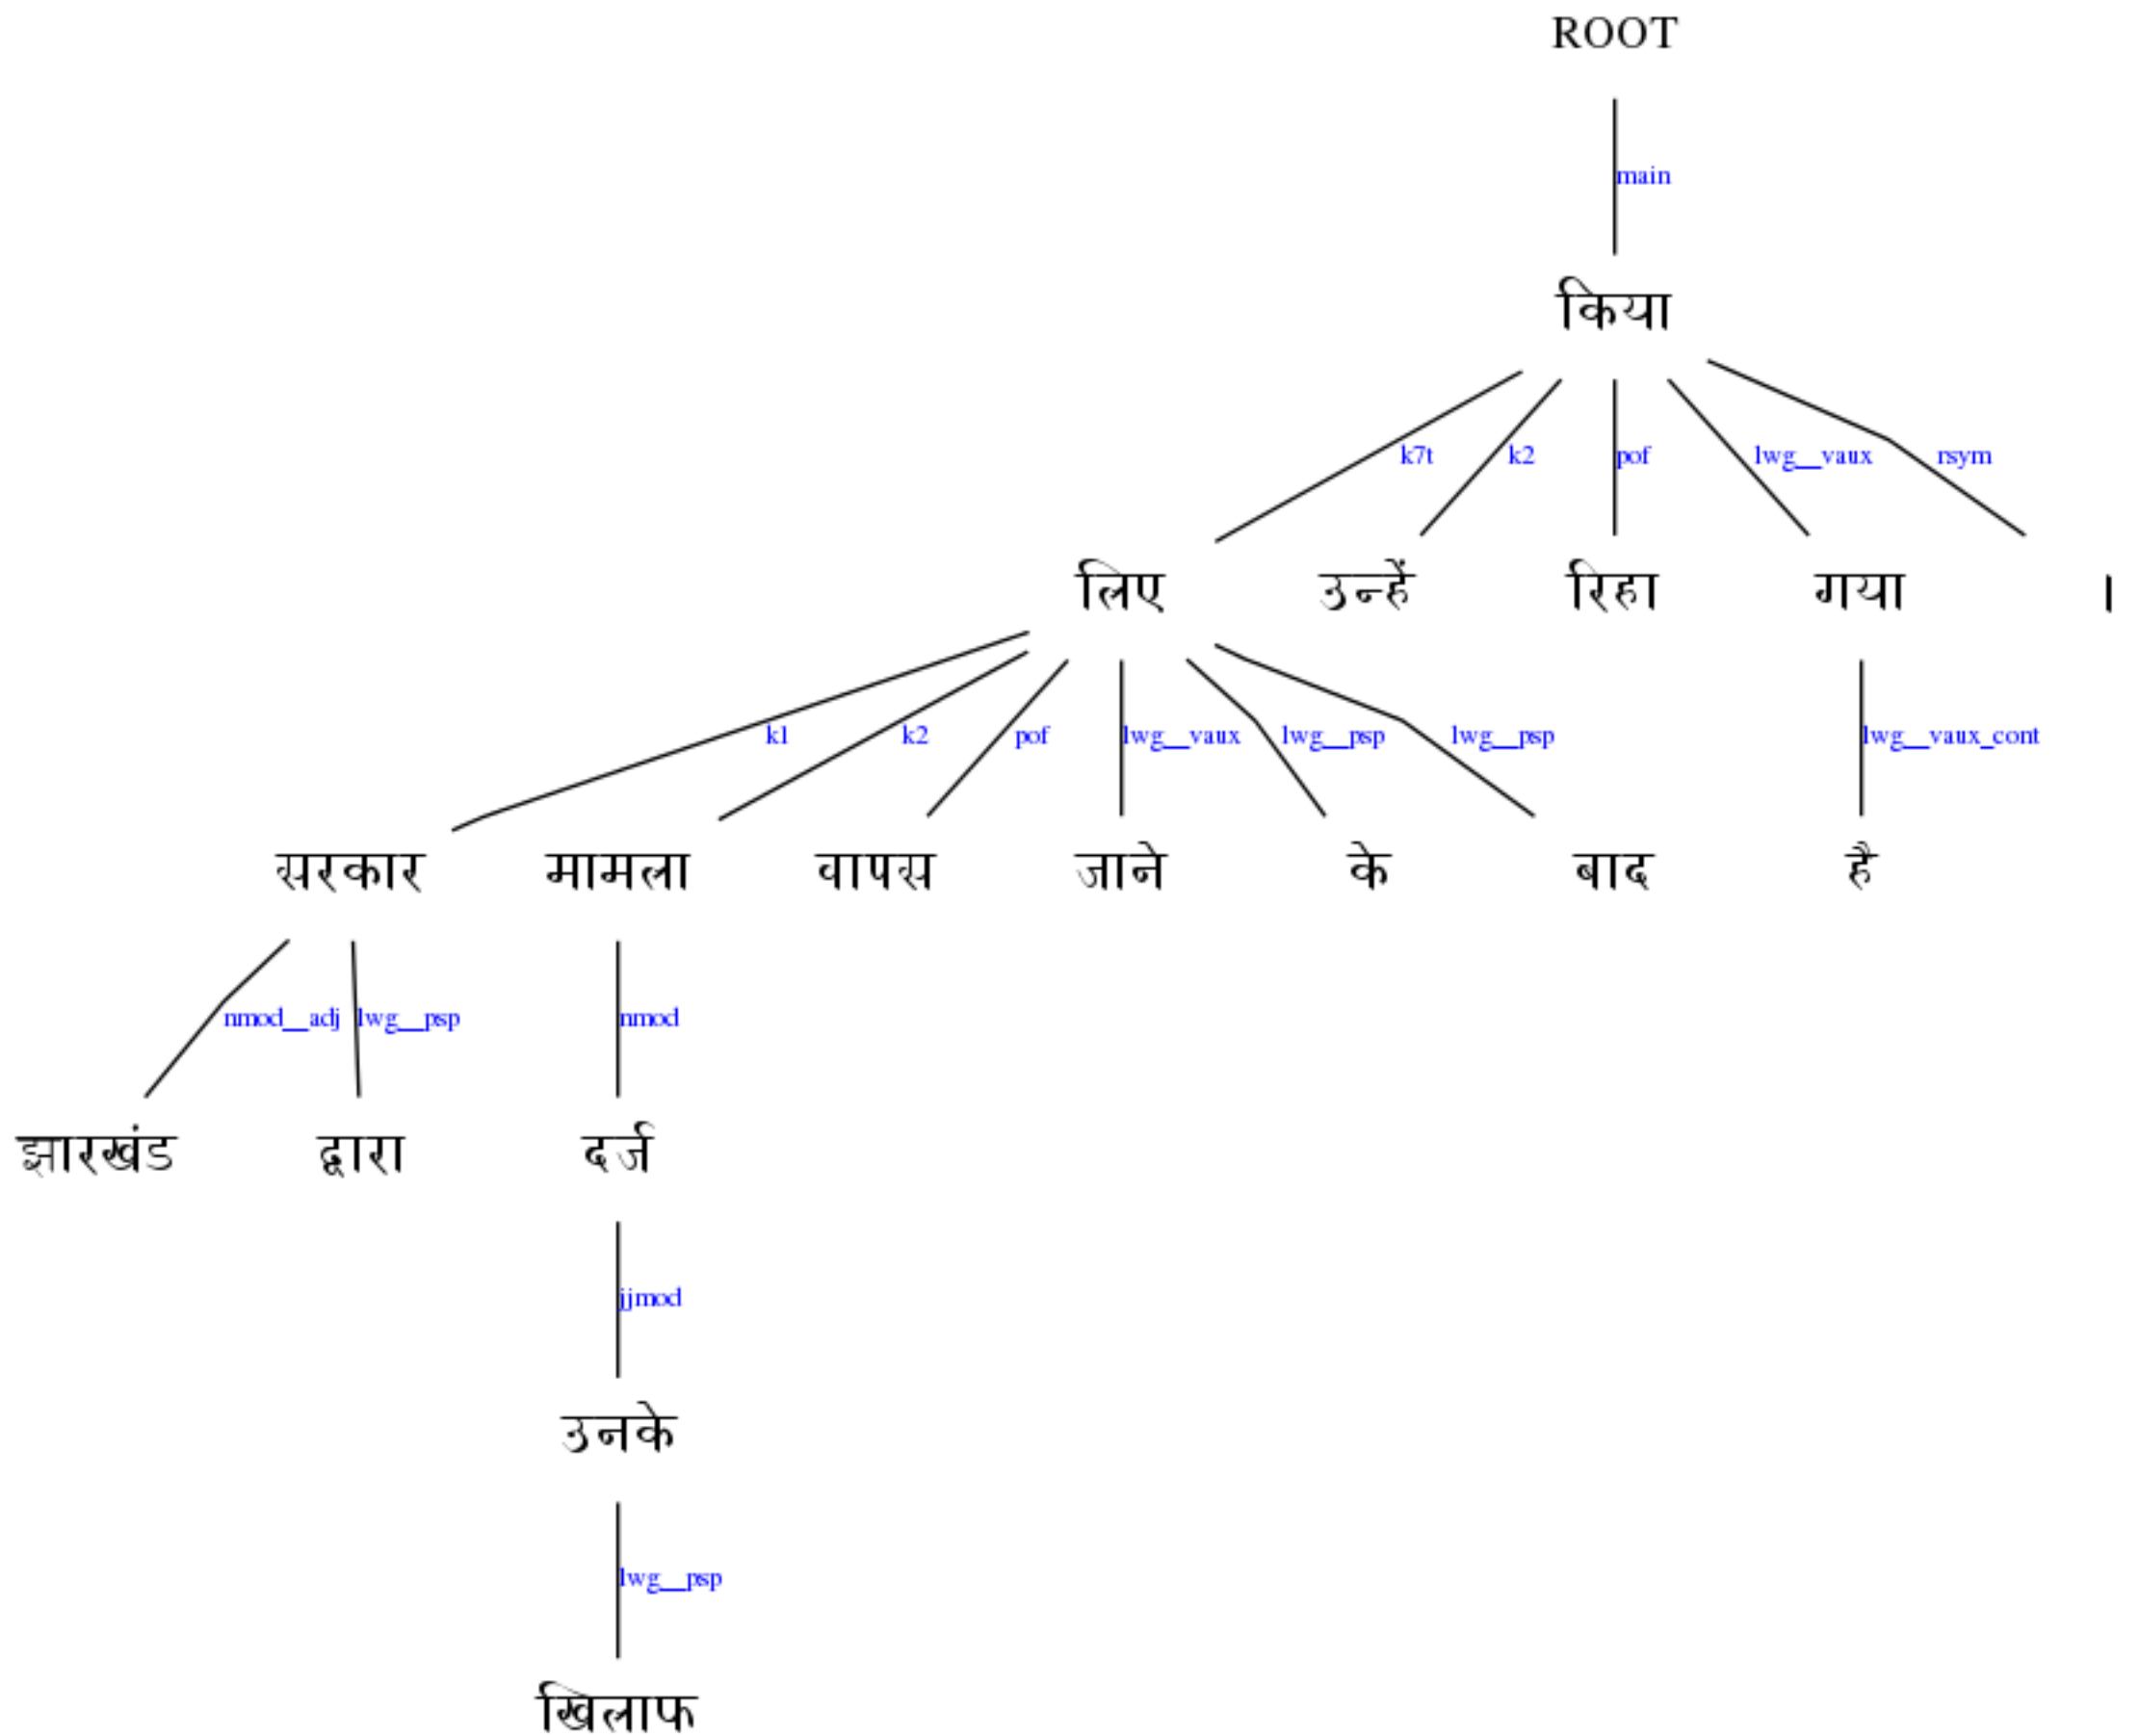 ROOT
main
किया
k7t k2 pof lwg__vaux rsym
लिए उन्हें रिहा गया ।
k1 k2 pof lwg__vaux lwg__psp lwg__psp lwg__vaux_cont
सरकार मामला वापस जाने के बाद है
nmod__adj lwg__psp nmod
झारखंड द्वारा दर्ज
jjmod
उनके
lwg__psp
खिलाफ